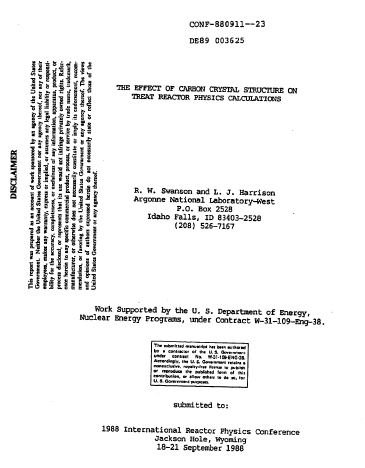 CONF-880911--23
DE89 003625
THE EFFECT OF CARBON CRYSTAL STRUCTURE ON
TREAT REACTOR PHYSICS CALCULATIONS
DISCLAIMER
This report was prepared as an account of work sponsored by an agency of the United States
Government. Neither the United States Government nor any agency thereof, nor any of their
employees, makes any warranty, express or implied, or assumes any legal liability or responsi-
bility for the accuracy, completeness, or usefulness of any information, apparatus, product, or
process disclosed, or represents that its use would not infringe privately owned rights. Refer-
ence herein to any specific commercial product, process, or service by trade name, trademark,
manufacturer, or otherwise does not necessarily constitute or imply its endorsement, recom-
mendation, or favoring by the United States Government or any agency thereof. The views
and opinions of authors expressed herein do not necessarily state or reflect those of the
United States Government or any agency thereof.
R. W. Swanson and L. J. Harrison
Argonne National Laboratory-West
P.O. Box 2528
Idaho Falls, ID 83403-2528
(208) 526-7167
Work Supported by the U. S. Department of Energy,
Nuclear Energy Programs, under Contract W-31-109-Eng-38.
The submitted manuscript has been authored
by a contractor of the U. S. Government
under contract No. W-31-109-ENG-38.
Accordingly, the U. S. Government retains a
nonexclusive, royalty-free license to publish
or reproduce the published form of this
contribution, or allow others to do so, for
U. S. Government purposes.
submitted to:
1988 International Reactor Physics Conference
Jackson Hole, Wyoming
18-21 September 1988